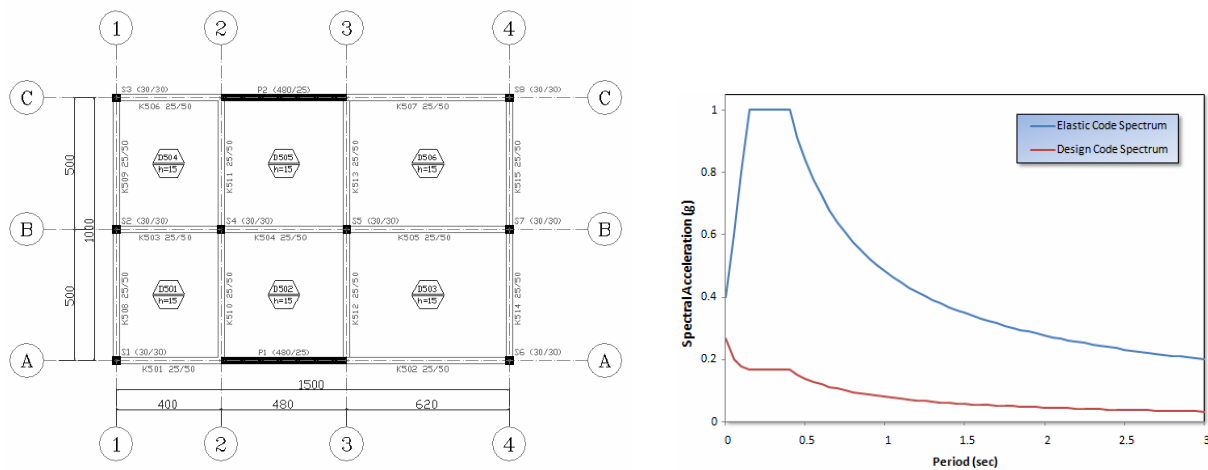 1 2 3 4
S3 (30/30) P2 (480/25) S8 (30/30)
C C
K506 25/50 K507 25/50
K509 25/50 K511 25/50 K513 25/50 K515 25/50
D504 D505 D506
h=15 h=15 h=15
500
S2 (30/30) S4 (30/30) S5 (30/30) S7 (30/30)
B B
K503 25/50 K504 25/50 K505 25/50
1000
K508 25/50 K510 25/50 K512 25/50 K514 25/50
D501 D502 D503
h=15 h=15 h=15
500
S1 (30/30) P1 (480/25) S6 (30/30)
A A
K501 25/50 K502 25/50
1500
400 480 620
1 2 3 4
Spectral Acceleration (g)
1
0.8
0.6
0.4
0.2
0
Elastic Code Spectrum
Design Code Spectrum
0 0.5 1 1.5 2 2.5 3
Period (sec)